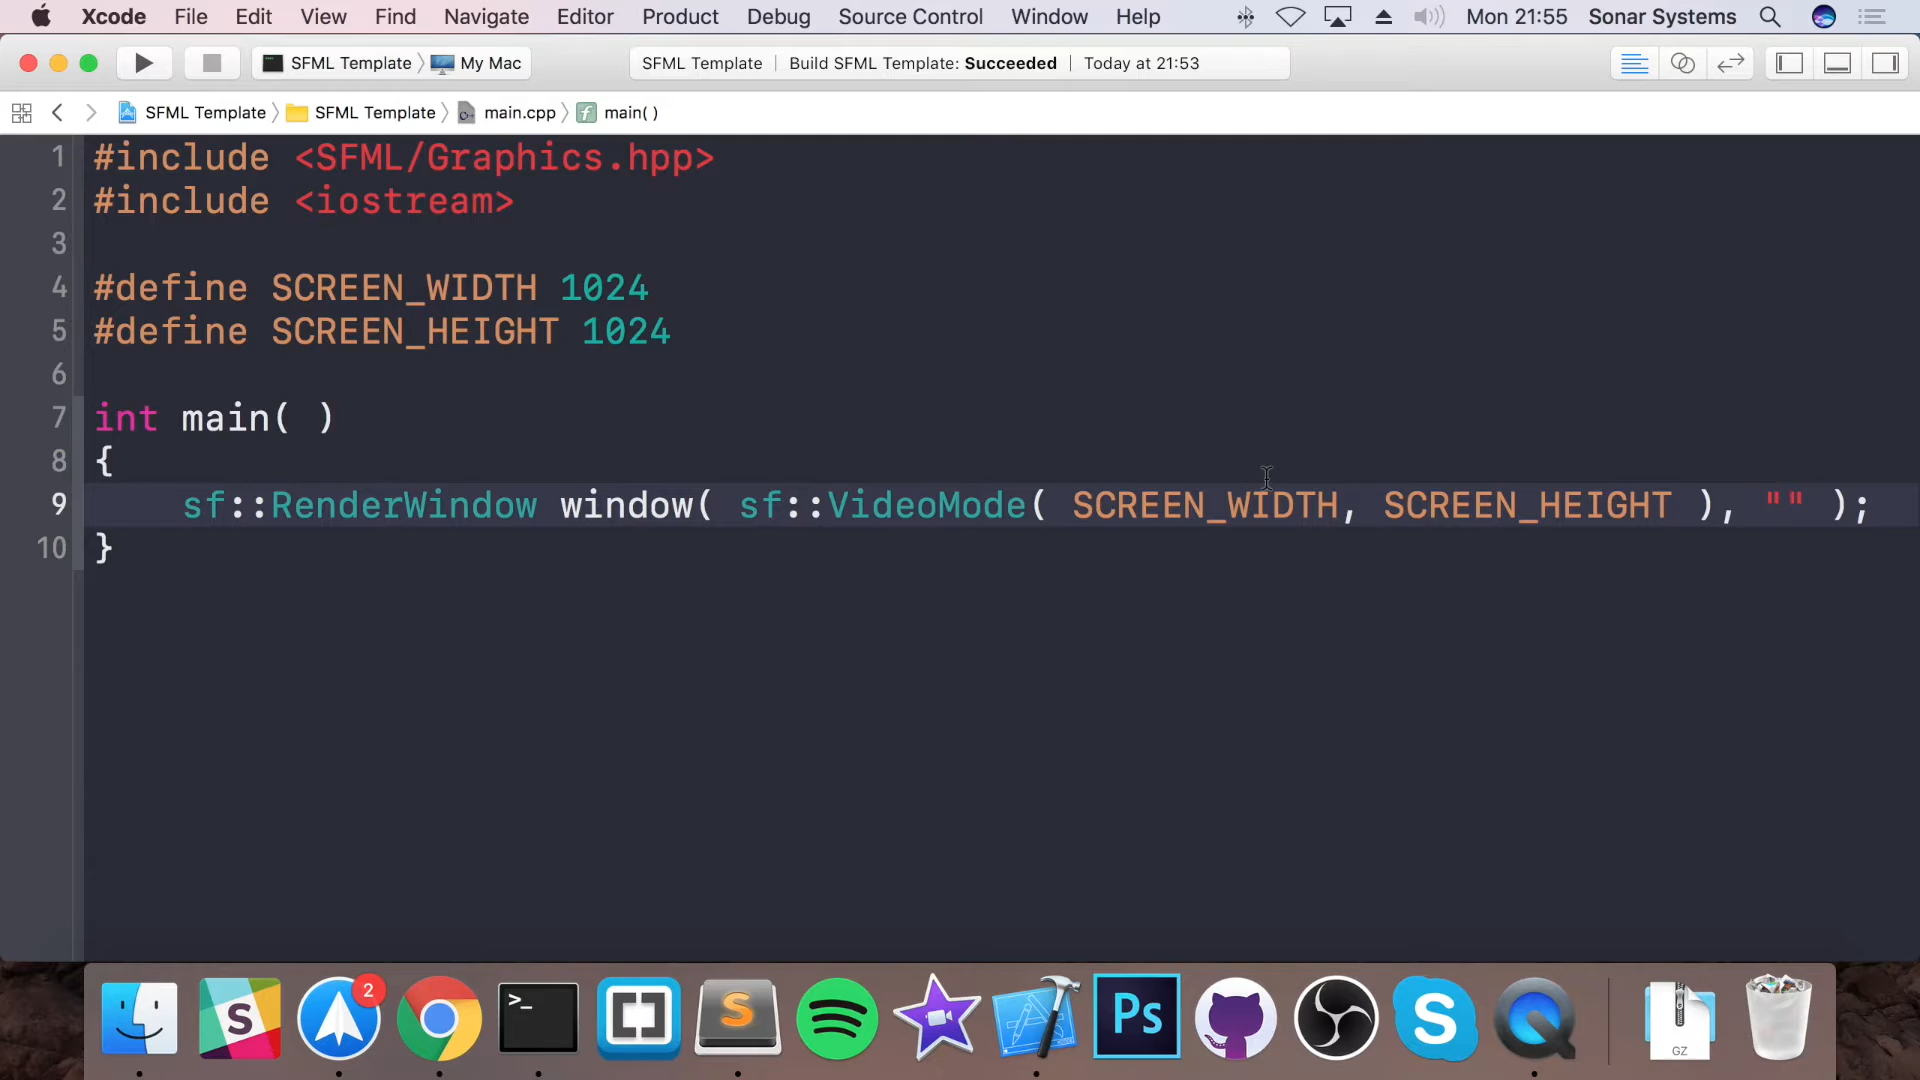 Xcode File Edit View Find Navigate Editor Product Debug Source Control Window Help Mon 21:55 Sonar Systems
SFML Template My Mac SFML Template | Build SFML Template: Succeeded | Today at 21:53
SFML Template SFML Template main.cpp main( )
1 #include <SFML/Graphics.hpp>
2 #include <iostream>
3
4 #define SCREEN_WIDTH 1024
5 #define SCREEN_HEIGHT 1024
6
7 int main( )
8 {
9 sf::RenderWindow window( sf::VideoMode( SCREEN_WIDTH, SCREEN_HEIGHT ), "" );
10 }
2
S
>_
S
Ps
S
GZ